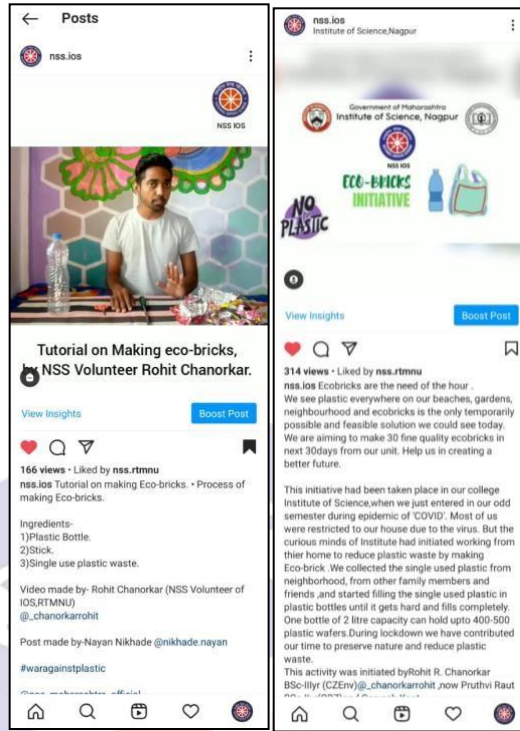 Posts
nss.ios
NSS IOS
Tutorial on Making eco-bricks,
by NSS Volunteer Rohit Chanorkar.
View Insights
Boost Post
166 views • Liked by nss.rtmnu
nss.ios Tutorial on making Eco-bricks. • Process of
making Eco-bricks.
Ingredients-
1)Plastic Bottle.
2)Stick.
3)Single use plastic waste.
Video made by- Rohit Chanorkar (NSS Volunteer of
IOS,RTMNU)
@_chanorkarrohit
Post made by-Nayan Nikhade @nikhade.nayan
#waragainstplastic
nss.ios
Institute of Science,Nagpur
Government of Maharashtra
Institute of Science, Nagpur
NSS IOS
ECO-BRICKS
INITIATIVE
NO
PLASTIC
View Insights
Boost Post
314 views • Liked by nss.rtmnu
nss.ios Ecobricks are the need of the hour .
We see plastic everywhere on our beaches, gardens,
neighbourhood and ecobricks is the only temporarily
possible and feasible solution we could see today.
We are aiming to make 30 fine quality ecobricks in
next 30days from our unit. Help us in creating a
better future.
This initiative had been taken place in our college
Institute of Science,when we just entered in our odd
semester during epidemic of 'COVID'. Most of us
were restricted to our house due to the virus. But the
curious minds of Institute had initiated working from
thier home to reduce plastic waste by making
Eco-brick .We collected the single used plastic from
neighborhood, from other family members and
friends ,and started filling the single used plastic in
plastic bottles until it gets hard and fills completely.
One bottle of 2 litre capacity can hold upto 400-500
plastic wafers.During lockdown we have contributed
our time to preserve nature and reduce plastic
waste.
This activity was initiated byRohit R. Chanorkar
BSc-IIIyr (CZEnv)@_chanorkarrohit ,now Pruthvi Raut